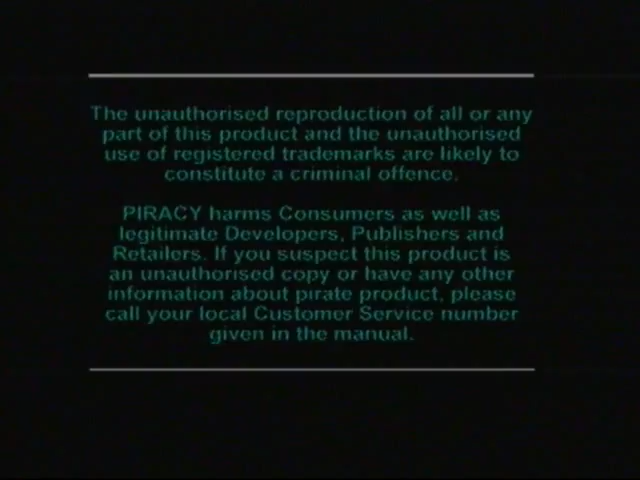 The unauthorised reproduction of all or any
part of this product and the unauthorised
use of registered trademarks are likely to
constitute a criminal offence.
PIRACY harms Consumers as well as
legitimate Developers, Publishers and
Retailers. If you suspect this product is
an unauthorised copy or have any other
information about pirate product, please
call your local Customer Service number
given in the manual.